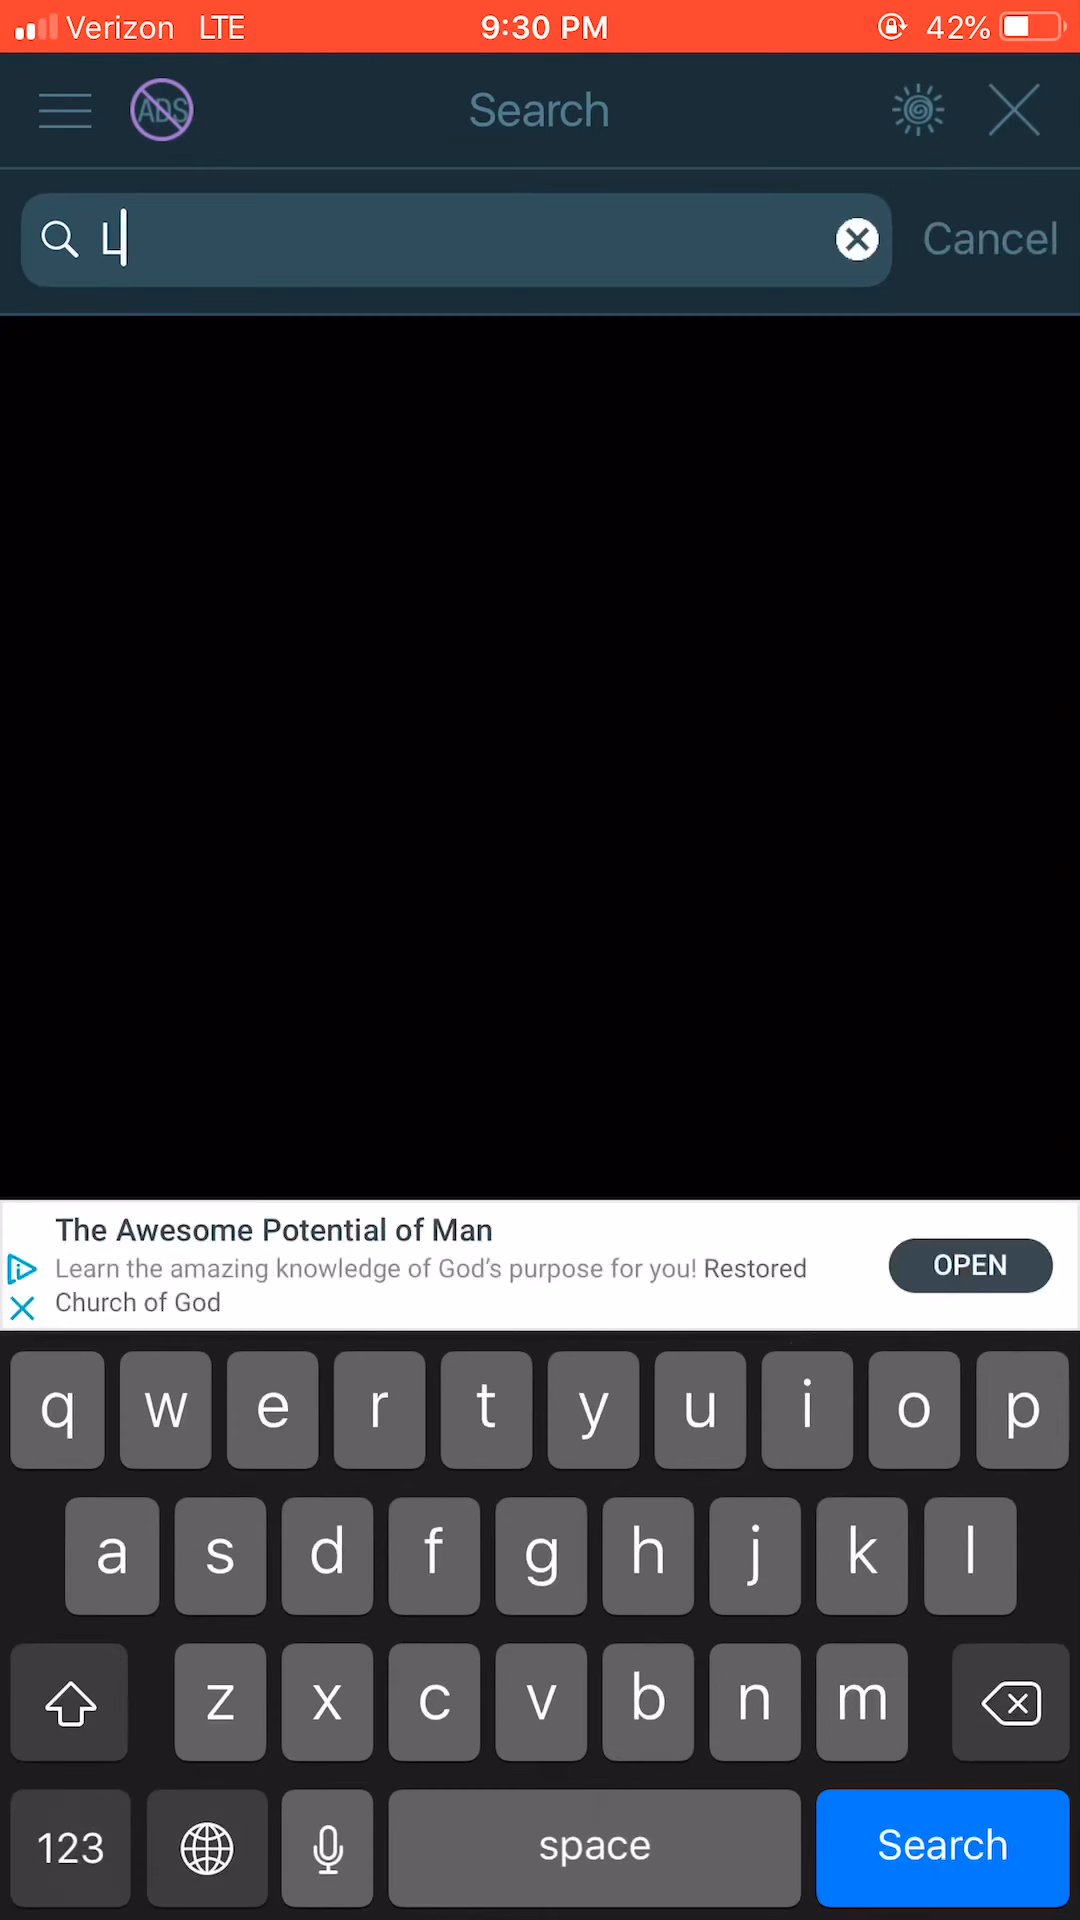 Verizon LTE 9:30 PM 42%
ADS Search
Cancel
The Awesome Potential of Man
Learn the amazing knowledge of God's purpose for you! Restored
Church of God
OPEN
q w e r t y u i o p
a s d f g h j k l
z x c v b n m
123 space Search